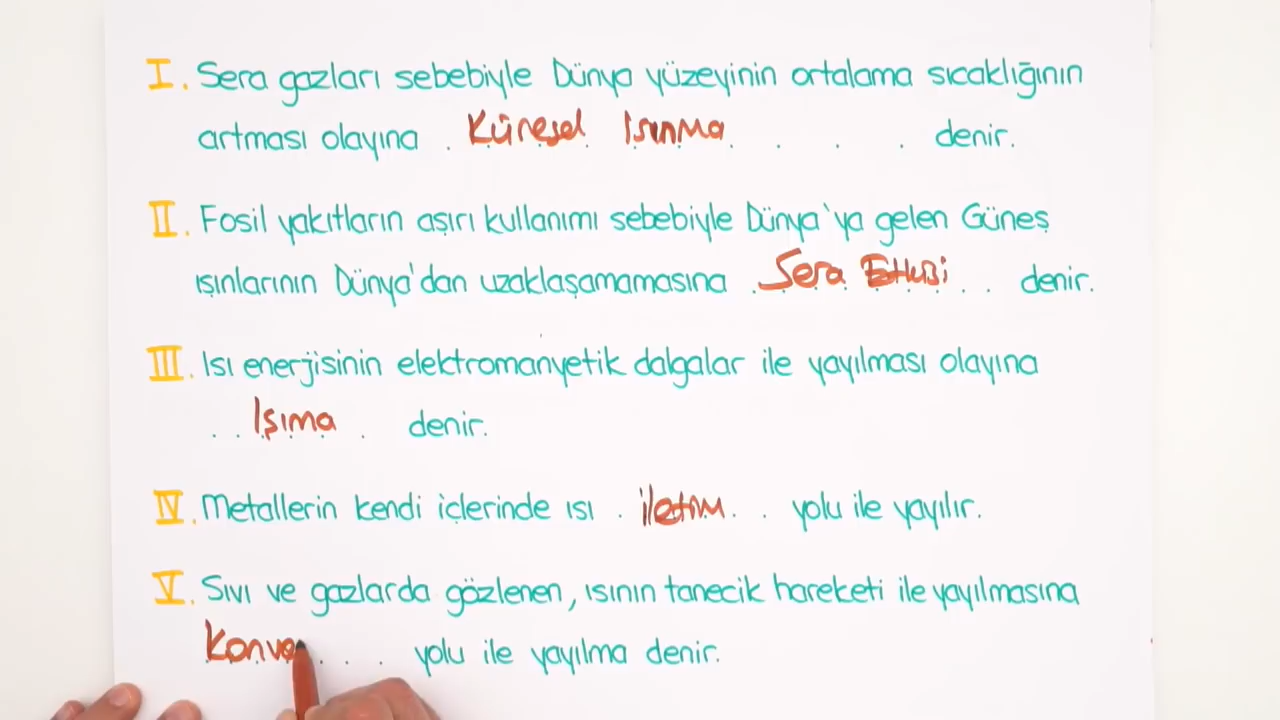 I. Sera gazları sebebiyle Dünya yüzeyinin ortalama sıcaklığının
artması olayına . Küresel Isınma . . . . denir.
II. Fosil yakıtların aşırı kullanımı sebebiyle Dünya'ya gelen Güneş
ışınlarının Dünya'dan uzaklaşamamasına . Sera Etkisi . . denir.
III. Isı enerjisinin elektromanyetik dalgalar ile yayılması olayına
. . Işıma . denir.
IV. Metallerin kendi içlerinde ısı . iletim . . yolu ile yayılır.
V. Sıvı ve gazlarda gözlenen, ısının tanecik hareketi ile yayılmasına
Konve . . . yolu ile yayılma denir.